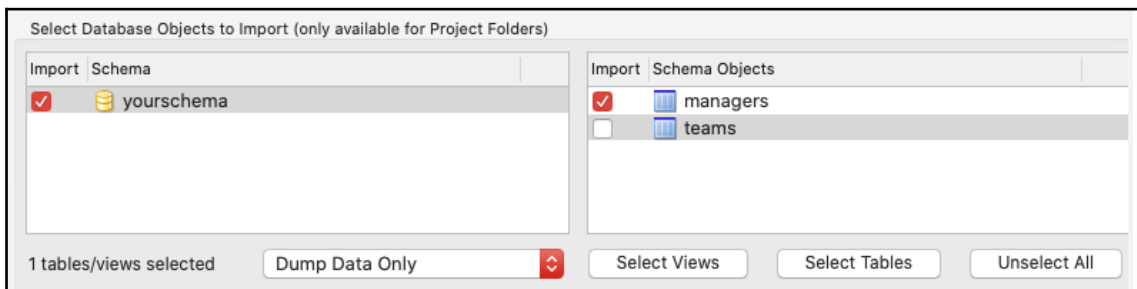 Select Database Objects to Import (only available for Project Folders)
Import Schema
Import Schema Objects
yourschema
managers
teams
1 tables/views selected
Dump Data Only
Select Views
Select Tables
Unselect All